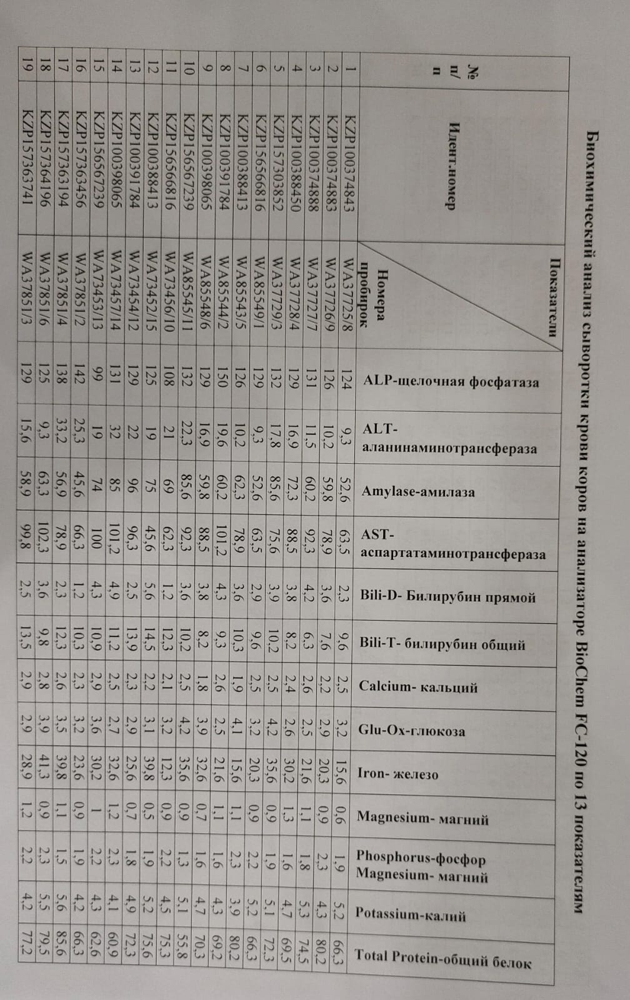 Биохимический анализ сыворотки крови коров на анализаторе BioChem FC-120 по 13 показателям
№ п/п Идент.номер Показатели Номера пробирок ALP-щелочная фосфатаза ALT-аланинаминотрансфераза Amylase-амилаза AST-аспартатаминотрансфераза Bili-D- Билирубин прямой Bili-T- билирубин общий Calcium- кальций Glu-Ox-глюкоза Iron- железо Magnesium- магний Phosphorus-фосфор Magnesium- магний Potassium-калий Total Protein-общий белок
1 KZP100374843 WA37725/8 124 9,3 52,6 63,5 2,3 9,6 2,5 3,2 15,6 0,6 1,9 5,2 66,3
2 KZP100374883 WA37726/9 126 10,2 59,8 78,9 3,6 7,6 2,2 2,9 20,3 0,9 2,3 4,3 80,2
3 KZP100374888 WA37727/7 131 11,5 60,2 92,3 4,2 6,3 2,6 2,5 21,6 1,1 1,8 5,3 74,5
4 KZP100388450 WA37728/4 129 16,9 72,3 88,5 3,8 8,2 2,4 2,6 30,2 1,3 1,6 4,7 69,5
5 KZP157303852 WA37729/3 132 17,8 85,6 75,6 3,9 10,2 2,5 4,2 35,6 0,9 1,9 5,1 72,3
6 KZP156566816 WA85549/1 129 9,3 52,6 63,5 2,9 9,6 2,5 3,2 20,3 0,9 2,2 5,2 66,3
7 KZP100388413 WA85543/5 126 10,2 62,3 78,9 3,6 10,3 1,9 4,1 15,6 1,1 2,3 3,9 80,2
8 KZP100391784 WA85544/2 150 19,6 60,2 101,2 4,3 9,3 2,6 2,5 21,6 1,1 1,6 4,3 69,2
9 KZP100398065 WA85548/6 129 16,9 59,8 88,5 3,8 8,2 1,8 3,9 32,6 0,7 1,6 4,7 70,3
10 KZP156567239 WA85545/11 132 22,3 85,6 92,3 3,6 10,2 2,5 4,2 35,6 0,9 1,3 5,1 55,8
11 KZP156566816 WA73456/10 108 21 69 62,3 1,2 12,3 2,1 3,2 12,3 0,9 2,2 4,5 75,3
12 KZP100388413 WA73452/15 125 19 75 45,6 5,6 14,5 2,2 3,1 39,8 0,5 1,9 5,2 75,6
13 KZP100391784 WA73454/12 129 22 96 96,3 2,5 13,9 2,3 2,9 25,6 0,7 1,8 4,9 72,3
14 KZP100398065 WA73457/14 131 32 85 101,2 4,9 11,2 2,5 2,7 32,6 1,2 2,3 4,1 60,9
15 KZP156567239 WA73453/13 99 19 74 100 4,3 10,9 2,9 3,6 30,2 1 2,2 4,3 62,6
16 KZP157363456 WA37851/2 142 25,3 45,6 66,3 1,2 10,3 2,3 3,2 23,6 0,9 1,9 4,2 66,3
17 KZP157363194 WA37851/4 138 33,2 56,9 78,9 2,3 12,3 2,6 3,5 39,8 1,1 1,5 5,6 85,6
18 KZP157364196 WA37851/6 125 9,3 63,3 102,3 3,6 9,8 2,8 3,9 41,3 0,9 2,3 5,5 79,5
19 KZP157363741 WA37851/3 129 15,6 58,9 99,8 2,5 13,5 2,9 2,9 28,9 1,2 2,2 4,2 77,2